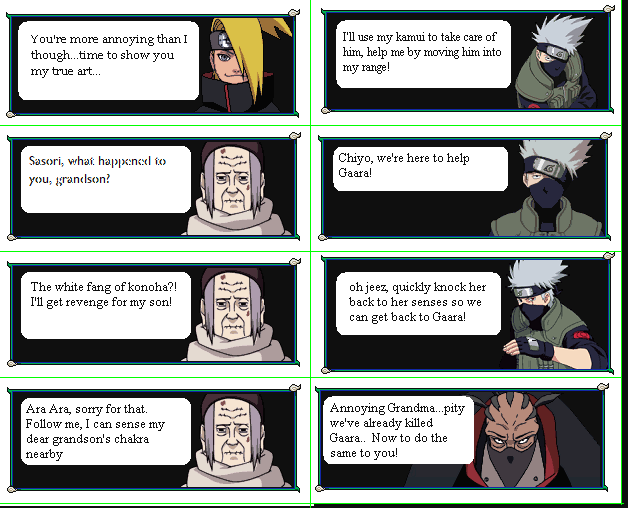 You're more annoying than I
though...time to show you
my true art...
I'll use my kamui to take care of
him, help me by moving him into
my range!
Sasori, what happened to
you, grandson?
Chiyo, we're here to help
Gaara!
The white fang of konoha?!
I'll get revenge for my son!
oh jeez, quickly knock her
back to her senses so we
can get back to Gaara!
Ara Ara, sorry for that.
Follow me, I can sense my
dear grandson's chakra
nearby
Annoying Grandma...pity
we've already killed
Gaara.. Now to do the
same to you!